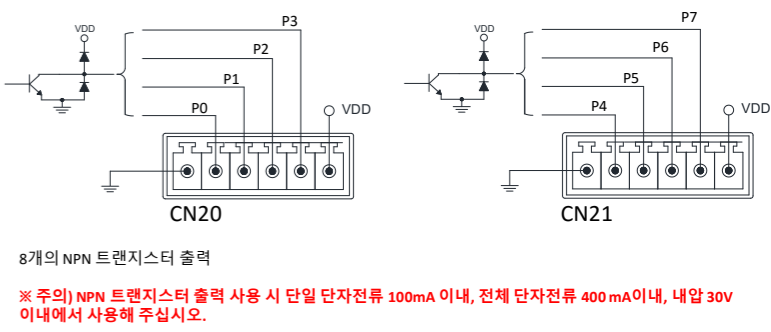 VDD
P3
P2
P1
P0
VDD
CN20
VDD
P7
P6
P5
P4
VDD
CN21
8개의 NPN 트랜지스터 출력
※ 주의) NPN 트랜지스터 출력 사용 시 단일 단자전류 100mA 이내, 전체 단자전류 400 mA이내, 내압 30V
이내에서 사용해 주십시오.